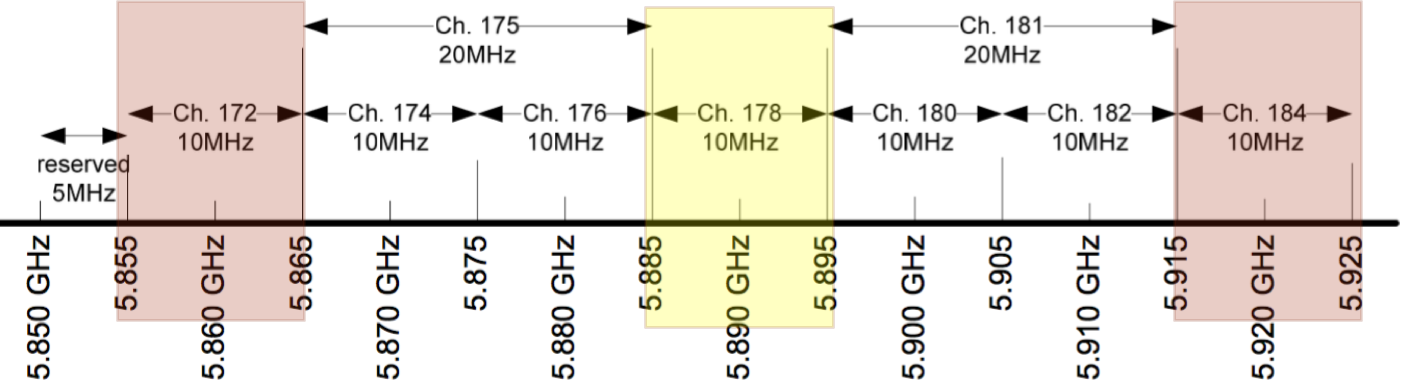 Ch. 175
20MHz
Ch. 181
20MHz
Ch. 172
10MHz
Ch. 174
10MHz
Ch. 176
10MHz
Ch. 178
10MHz
Ch. 180
10MHz
Ch. 182
10MHz
Ch. 184
10MHz
reserved
5MHz
5.850 GHz
5.855
5.860 GHz
5.865
5.870 GHz
5.875
5.880 GHz
5.885
5.890 GHz
5.895
5.900 GHz
5.905
5.910 GHz
5.915
5.920 GHz
5.925